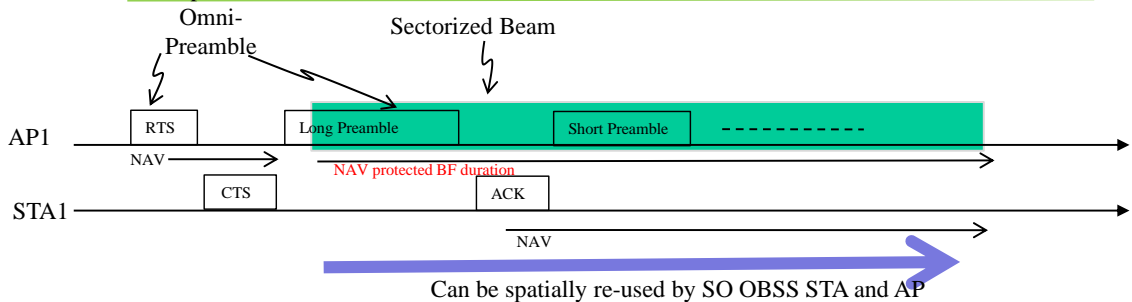 Omni-
Preamble
Sectorized Beam
AP1
RTS
Long Preamble
Short Preamble
NAV
NAV protected BF duration
STA1
CTS
ACK
NAV
Can be spatially re-used by SO OBSS STA and AP